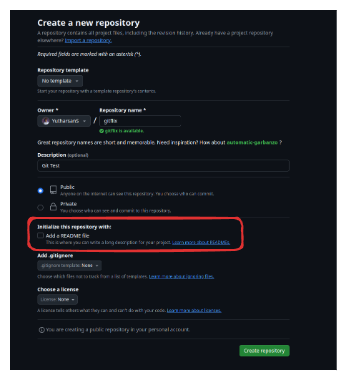 Create a new repository
A repository contains all project files, including the revision history. Already have a project repository
elsewhere? Import a repository.
Required fields are marked with an asterisk (*).
Repository template
No template
Start your repository with a template repository's contents.
Owner * Repository name *
/ gitflix
gitflix is available.
Great repository names are short and memorable. Need inspiration? How about automatic-garbanzo ?
Description (optional)
Git Test
Public
Anyone on the internet can see this repository. You choose who can commit.
Private
You choose who can see and commit to this repository.
Initialize this repository with:
Add a README file
This is where you can write a long description for your project. Learn more about READMEs.
Add .gitignore
.gitignore template: None
Choose which files not to track from a list of templates. Learn more about ignoring files.
Choose a license
License: None
A license tells others what they can and can't do with your code. Learn more about licenses.
You are creating a public repository in your personal account.
Create repository